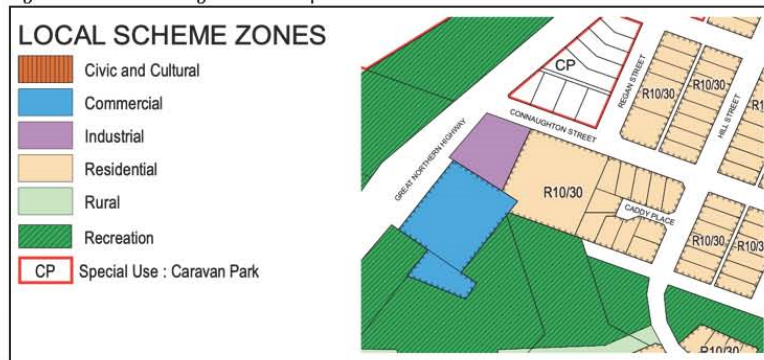 LOCAL SCHEME ZONES
Civic and Cultural
Commercial
Industrial
Residential
Rural
Recreation
CP Special Use : Caravan Park
CP
REGAN STREET
R10/30
R10/30
HILL STREET
CONNAUGHTON STREET
GREAT NORTHERN HIGHWAY
R10/30
CADDY PLACE
R10/30
R10/3
R10/30